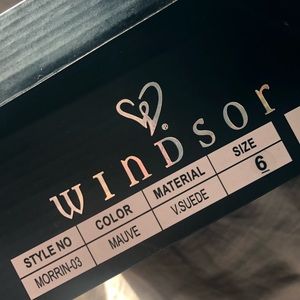 W®
WINDSOR
STYLE NO COLOR MATERIAL SIZE
MORRIN-03 MAUVE V.SUEDE 6